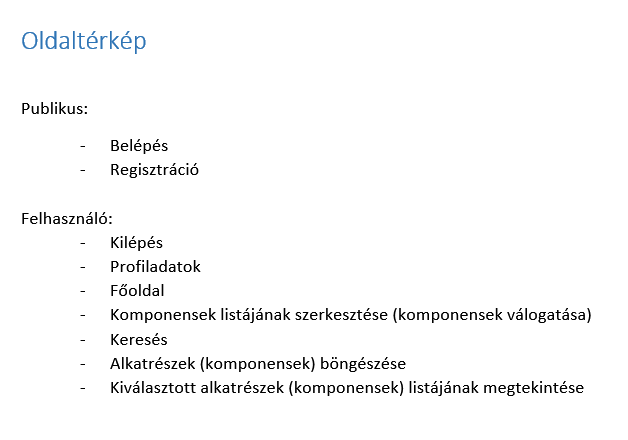 Oldaltérkép
Publikus:
- Belépés
- Regisztráció
Felhasználó:
- Kilépés
- Profiladatok
- Főoldal
- Komponensek listájának szerkesztése (komponensek válogatása)
- Keresés
- Alkatrészek (komponensek) böngészése
- Kiválasztott alkatrészek (komponensek) listájának megtekintése